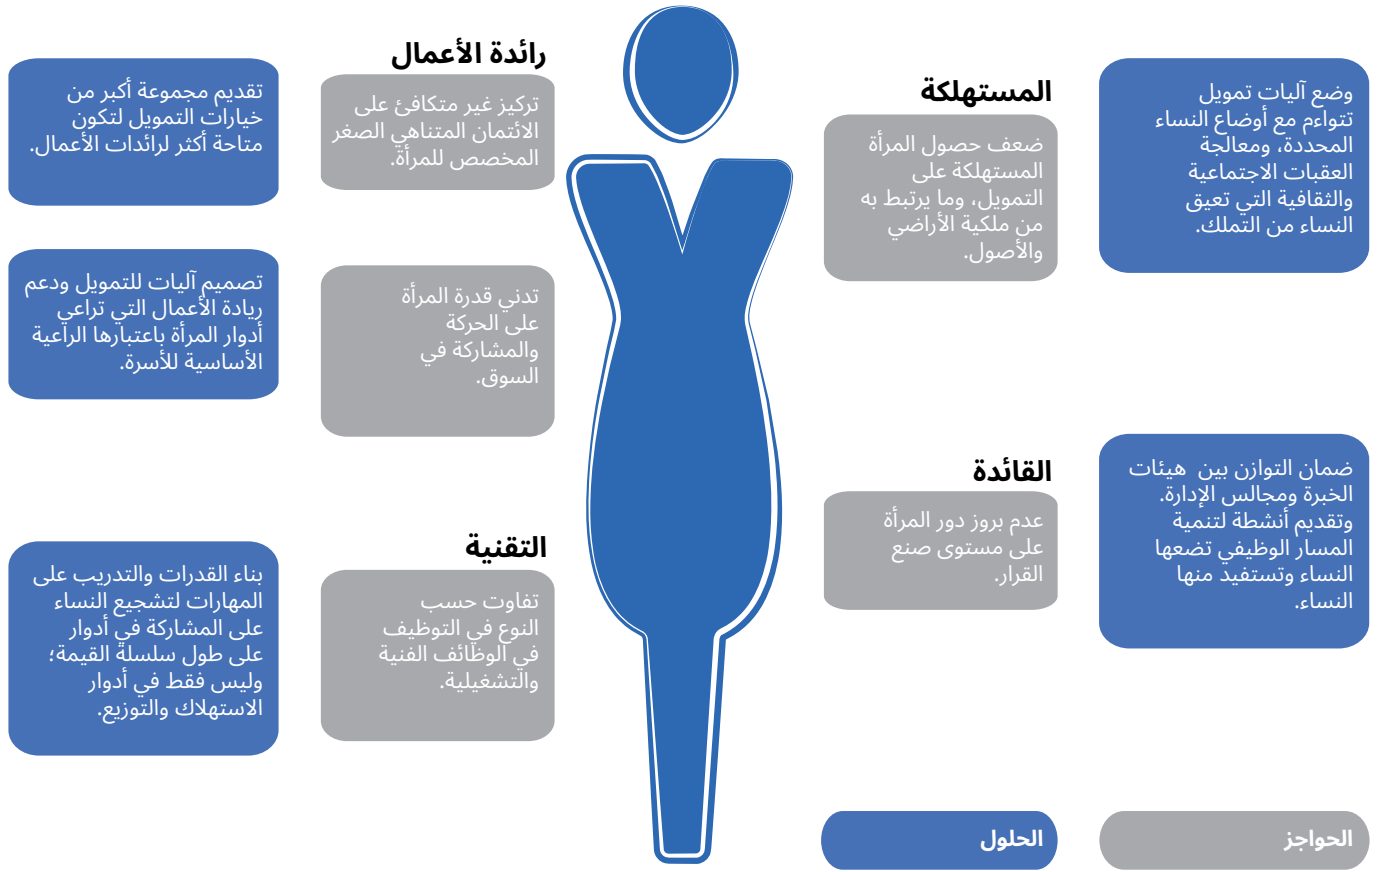 المستهلكة
ضعف حصول المرأة
المستهلكة على
التمويل، وما يرتبط به
من ملكية الأراضي
والأصول.
وضع آليات تمويل
تتواءم مع أوضاع النساء
المحددة، ومعالجة
العقبات الاجتماعية
والثقافية التي تعيق
النساء من التملك.
القائدة
عدم بروز دور المرأة
على مستوى صنع
القرار.
ضمان التوازن بين هيئات
الخبرة ومجالس الإدارة.
وتقديم أنشطة لتنمية
المسار الوظيفي تضعها
النساء وتستفيد منها
النساء.
رائدة الأعمال
تركيز غير متكافئ على
الائتمان المتناهي الصغر
المخصص للمرأة.
تقديم مجموعة أكبر من
خيارات التمويل لتكون
متاحة أكثر لرائدات الأعمال.
تدني قدرة المرأة
على الحركة
والمشاركة في
السوق.
تصميم آليات للتمويل ودعم
ريادة الأعمال التي تراعي
أدوار المرأة باعتبارها الراعية
الأساسية للأسرة.
التقنية
تفاوت حسب
النوع في التوظيف
في الوظائف الفنية
والتشغيلية.
بناء القدرات والتدريب على
المهارات لتشجيع النساء
على المشاركة في أدوار
على طول سلسلة القيمة؛
وليس فقط في أدوار
الاستهلاك والتوزيع.
الحواجز
الحلول